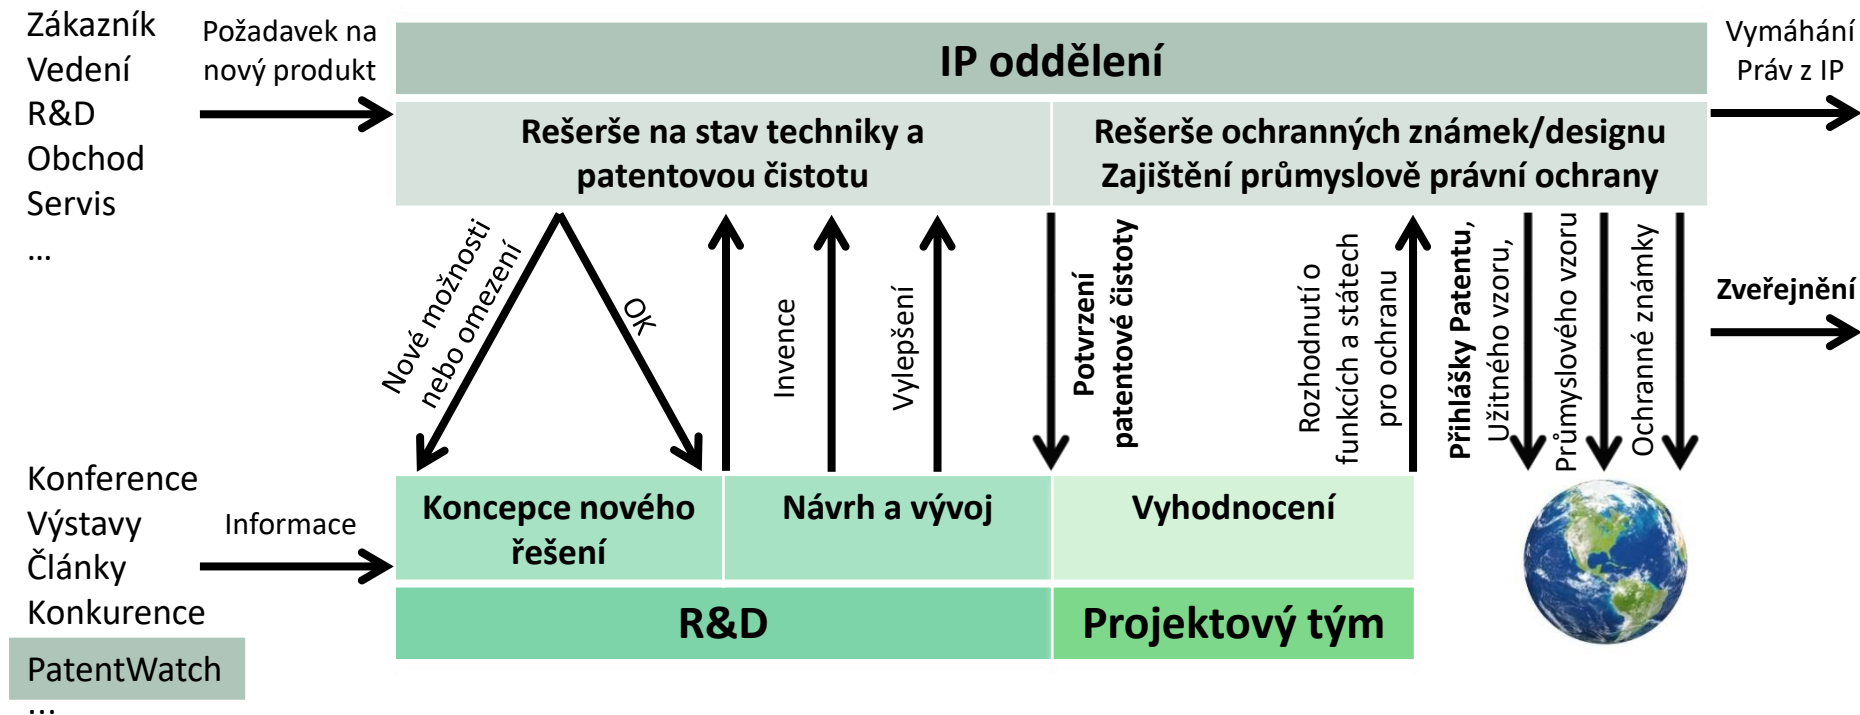 Zákazník
Vedení
R&D
Obchod
Servis
...
Požadavek na
nový produkt
IP oddělení
Rešerše na stav techniky a
patentovou čistotu
Rešerše ochranných známek/designu
Zajištění průmyslově právní ochrany
Vymáhání
Práv z IP
Nové možnosti
nebo omezení
OK
Invence
Vylepšení
Potvrzení
patentové čistoty
Rozhodnutí o
funkcích a státech
pro ochranu
Přihlášky Patentu,
Užitného vzoru,
Průmyslového vzoru
Ochranné známky
Zveřejnění
Konference
Výstavy
Články
Konkurence
PatentWatch
...
Informace
Koncepce nového
řešení
Návrh a vývoj
Vyhodnocení
R&D
Projektový tým